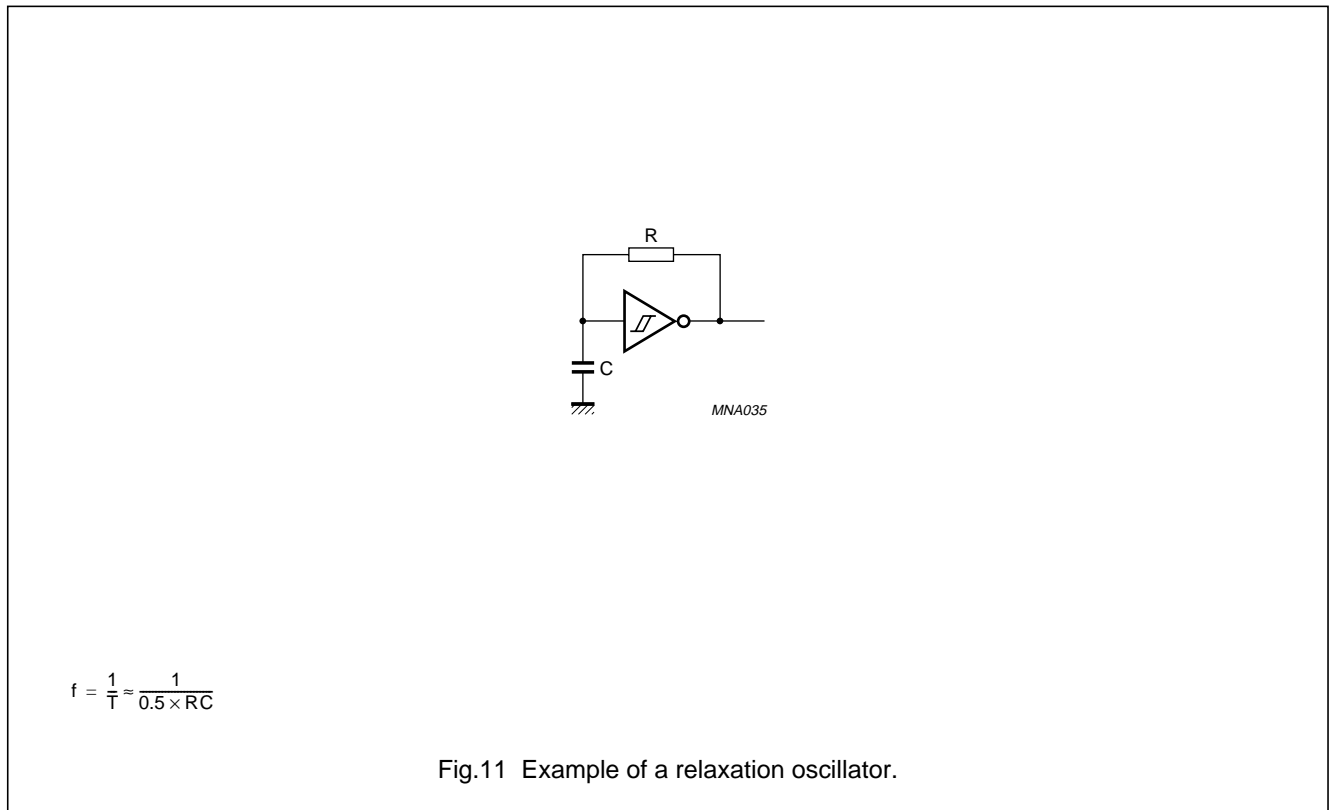 R
C
MNA035
f = 1/T ≈ 1/(0.5 × RC)
Fig.11 Example of a relaxation oscillator.